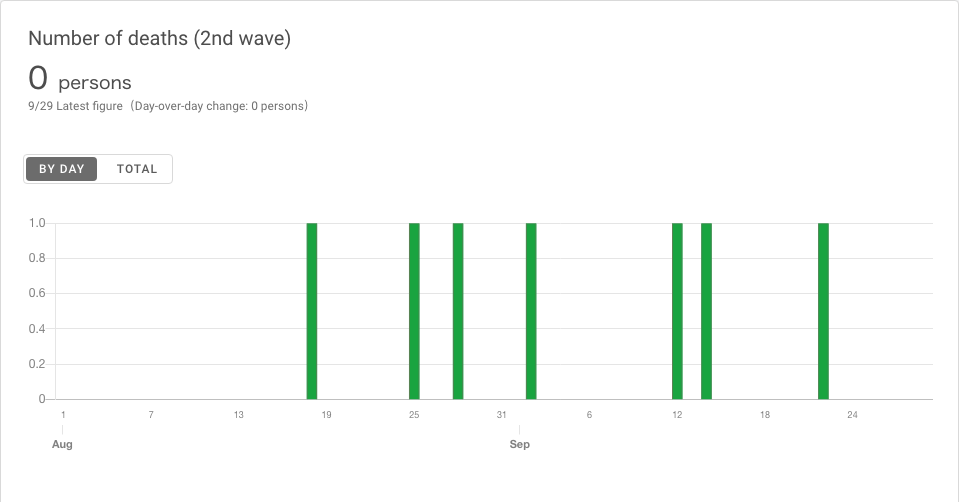 Number of deaths (2nd wave)
0 persons
9/29 Latest figure（Day-over-day change: 0 persons）
BY DAY TOTAL
1.0
0.8
0.6
0.4
0.2
0
1 7 13 19 25 31 6 12 18 24
Aug Sep